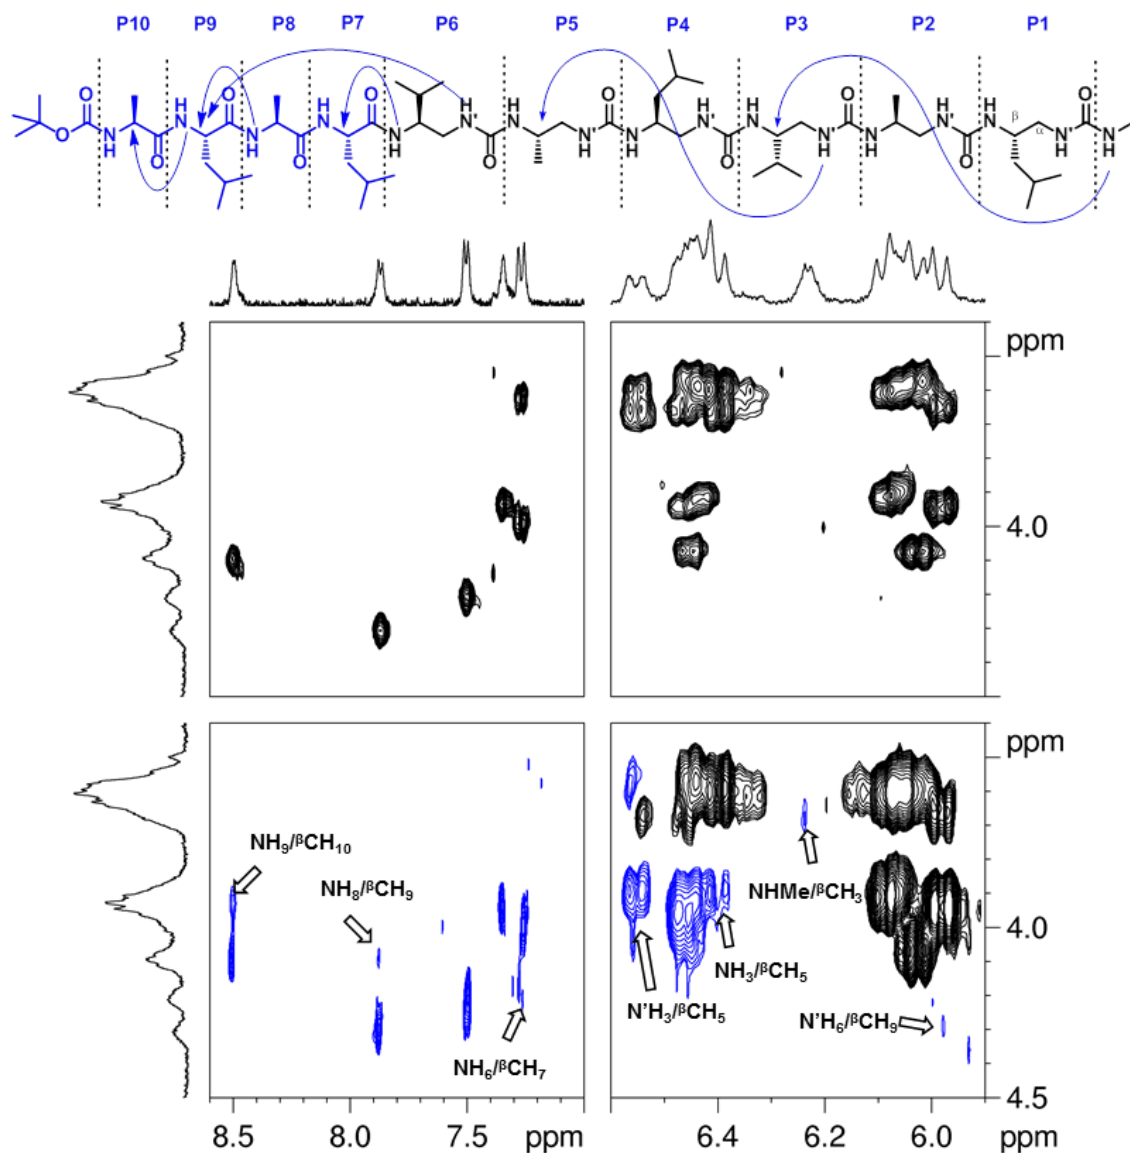 P10 P9 P8 P7 P6 P5 P4 P3 P2 P1
O O O O O H N' H N H N O H N' H N O H N' H N β O
O N H O H N N H O H N N H O N H O N H N H O N H O N H α N H
ppm
4.0
ppm
NH9/βCH10
NH8/βCH9
NHMe/βCH3
4.0
NH3/βCH5
N'H3/βCH5
N'H6/βCH9
NH6/βCH7
4.5
8.5 8.0 7.5 ppm 6.4 6.2 6.0 ppm